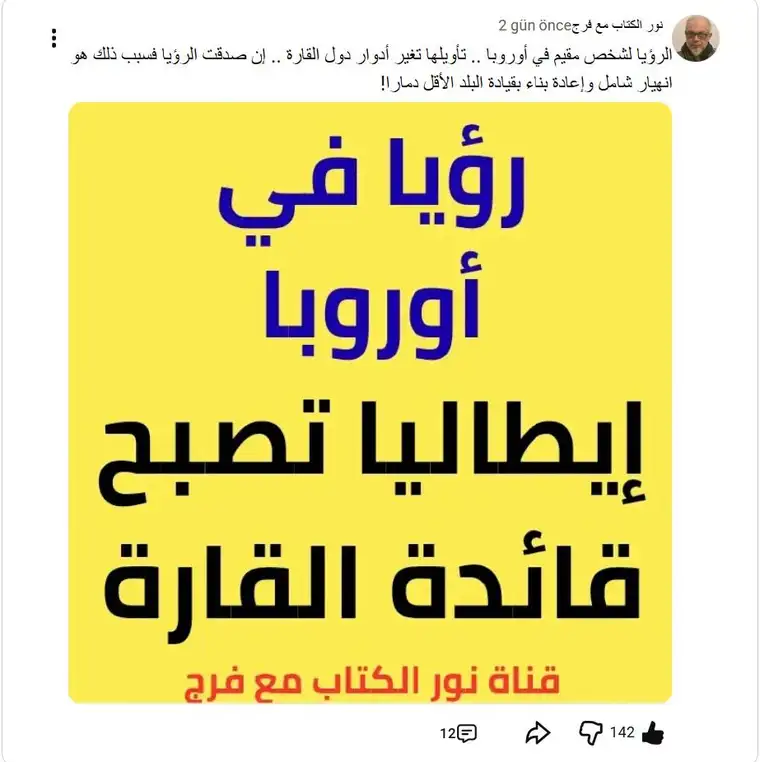 نور الكتاب مع فرج 2 gün önce
الرؤيا لشخص مقيم في أوروبا .. تأويلها تغير أدوار دول القارة .. إن صدقت الرؤيا فسبب ذلك هو
انهيار شامل وإعادة بناء بقيادة البلد الأقل دمارا!
رؤيا في
أوروبا
إيطاليا تصبح
قائدة القارة
قناة نور الكتاب مع فرج
142
12